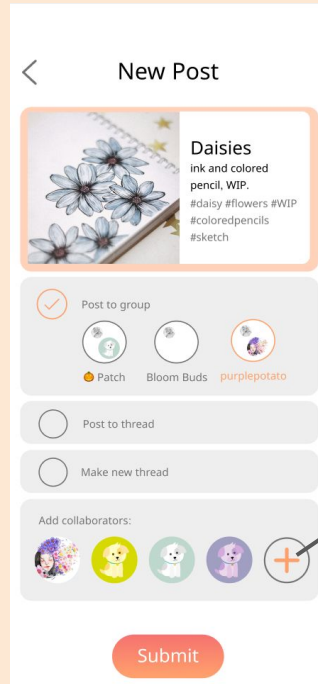 New Post
Daisies
ink and colored
pencil, WIP.
#daisy #flowers #WIP
#coloredpencils
#sketch
Post to group
🎃 Patch
Bloom Buds
purplepotato
Post to thread
Make new thread
Add collaborators:
Submit